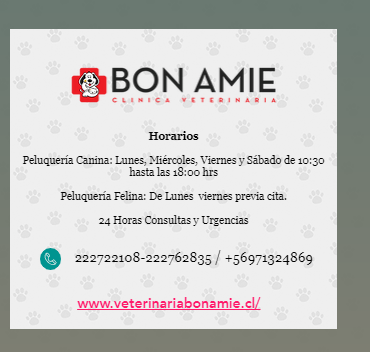 BON AMIE
CLINICA VETERINARIA
Horarios
Peluquería Canina: Lunes, Miércoles, Viernes y Sábado de 10:30
hasta las 18:00 hrs
Peluquería Felina: De Lunes viernes previa cita.
24 Horas Consultas y Urgencias
222722108-222762835 / +56971324869
www.veterinariabonamie.cl/